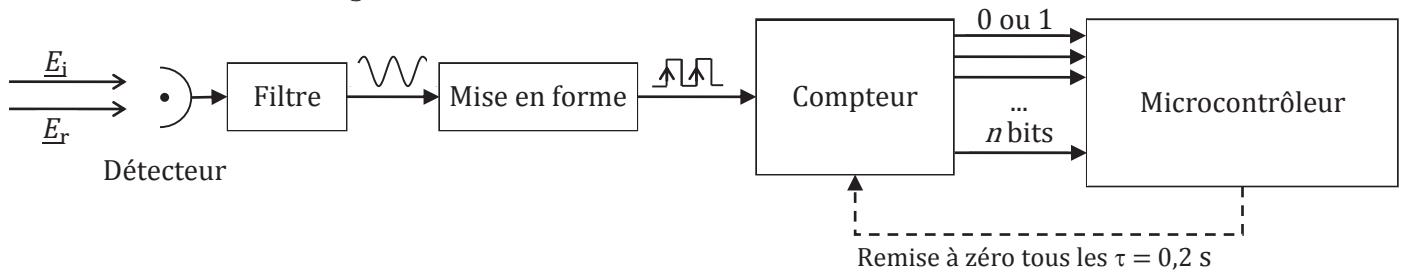 0 ou 1
E_i
Filtre
Mise en forme
Compteur
Microcontrôleur
E_r
...
n bits
Détecteur
Remise à zéro tous les τ = 0,2 s